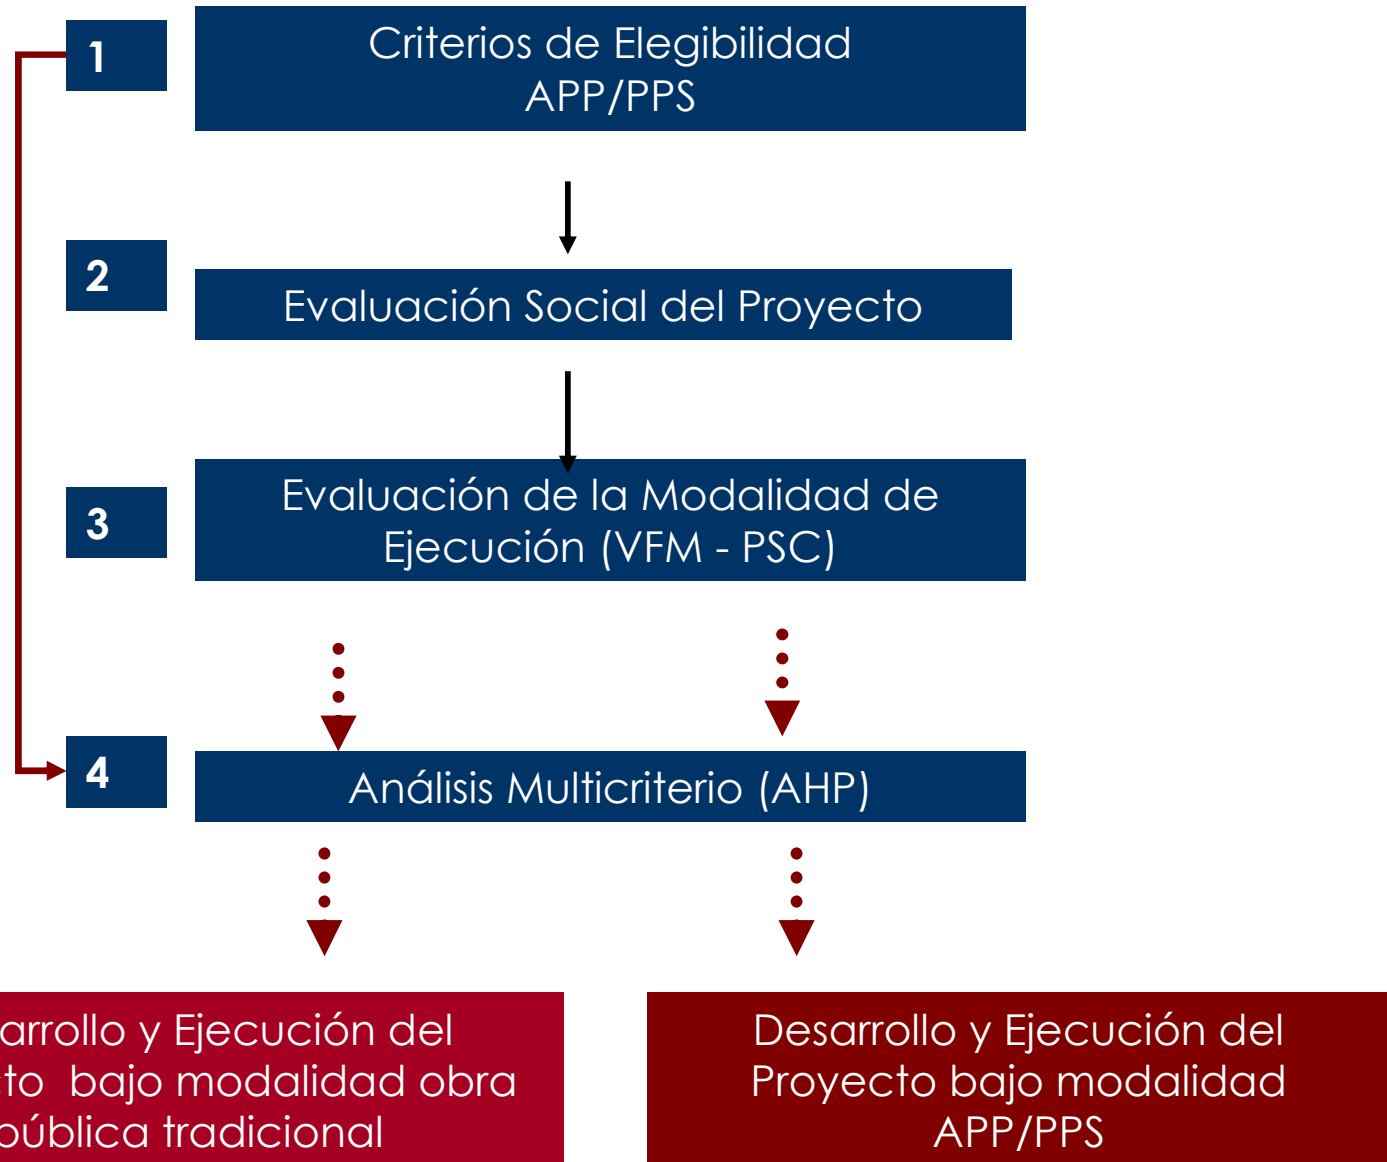 1
Criterios de Elegibilidad
APP/PPS
2
Evaluación Social del Proyecto
3
Evaluación de la Modalidad de
Ejecución (VFM - PSC)
4
Análisis Multicriterio (AHP)
arrollo y Ejecución del
cto bajo modalidad obra
pública tradicional
Desarrollo y Ejecución del
Proyecto bajo modalidad
APP/PPS